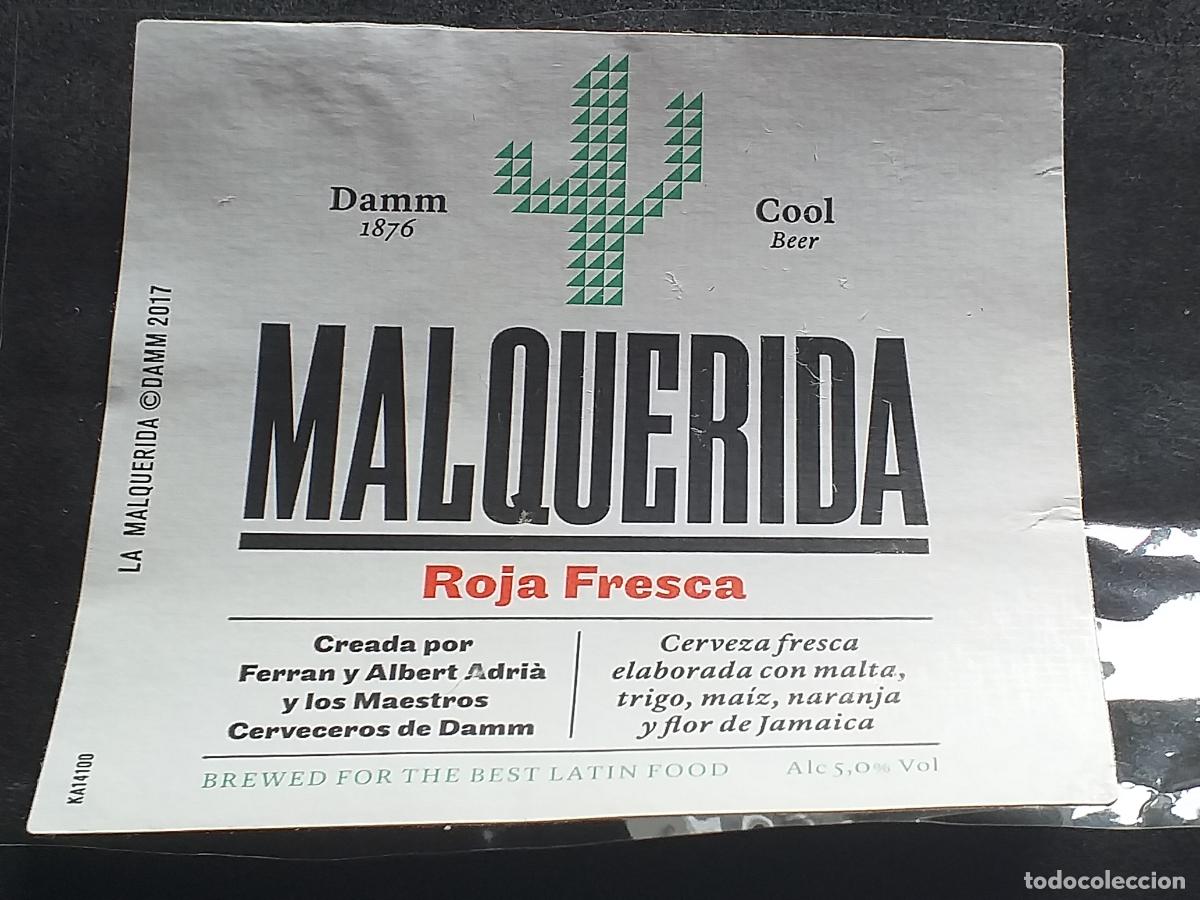 Damm
1876
Cool
Beer
MALQUERIDA
Roja Fresca
Creada por
Ferran y Albert Adrià
y los Maestros
Cerveceros de Damm
Cerveza fresca
elaborada con malta,
trigo, maíz, naranja
y flor de Jamaica
BREWED FOR THE BEST LATIN FOOD
Alc 5,0% Vol
LA MALQUERIDA ©DAMM 2017
KA14100
todocoleccion